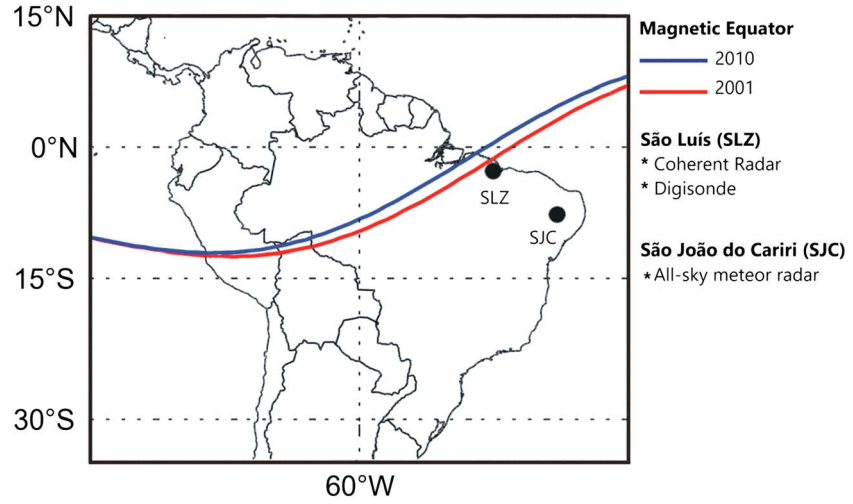 15°N
0°N
15°S
30°S
60°W
SLZ
SJC
Magnetic Equator
2010
2001
São Luís (SLZ)
* Coherent Radar
* Digisonde
São João do Cariri (SJC)
* All-sky meteor radar